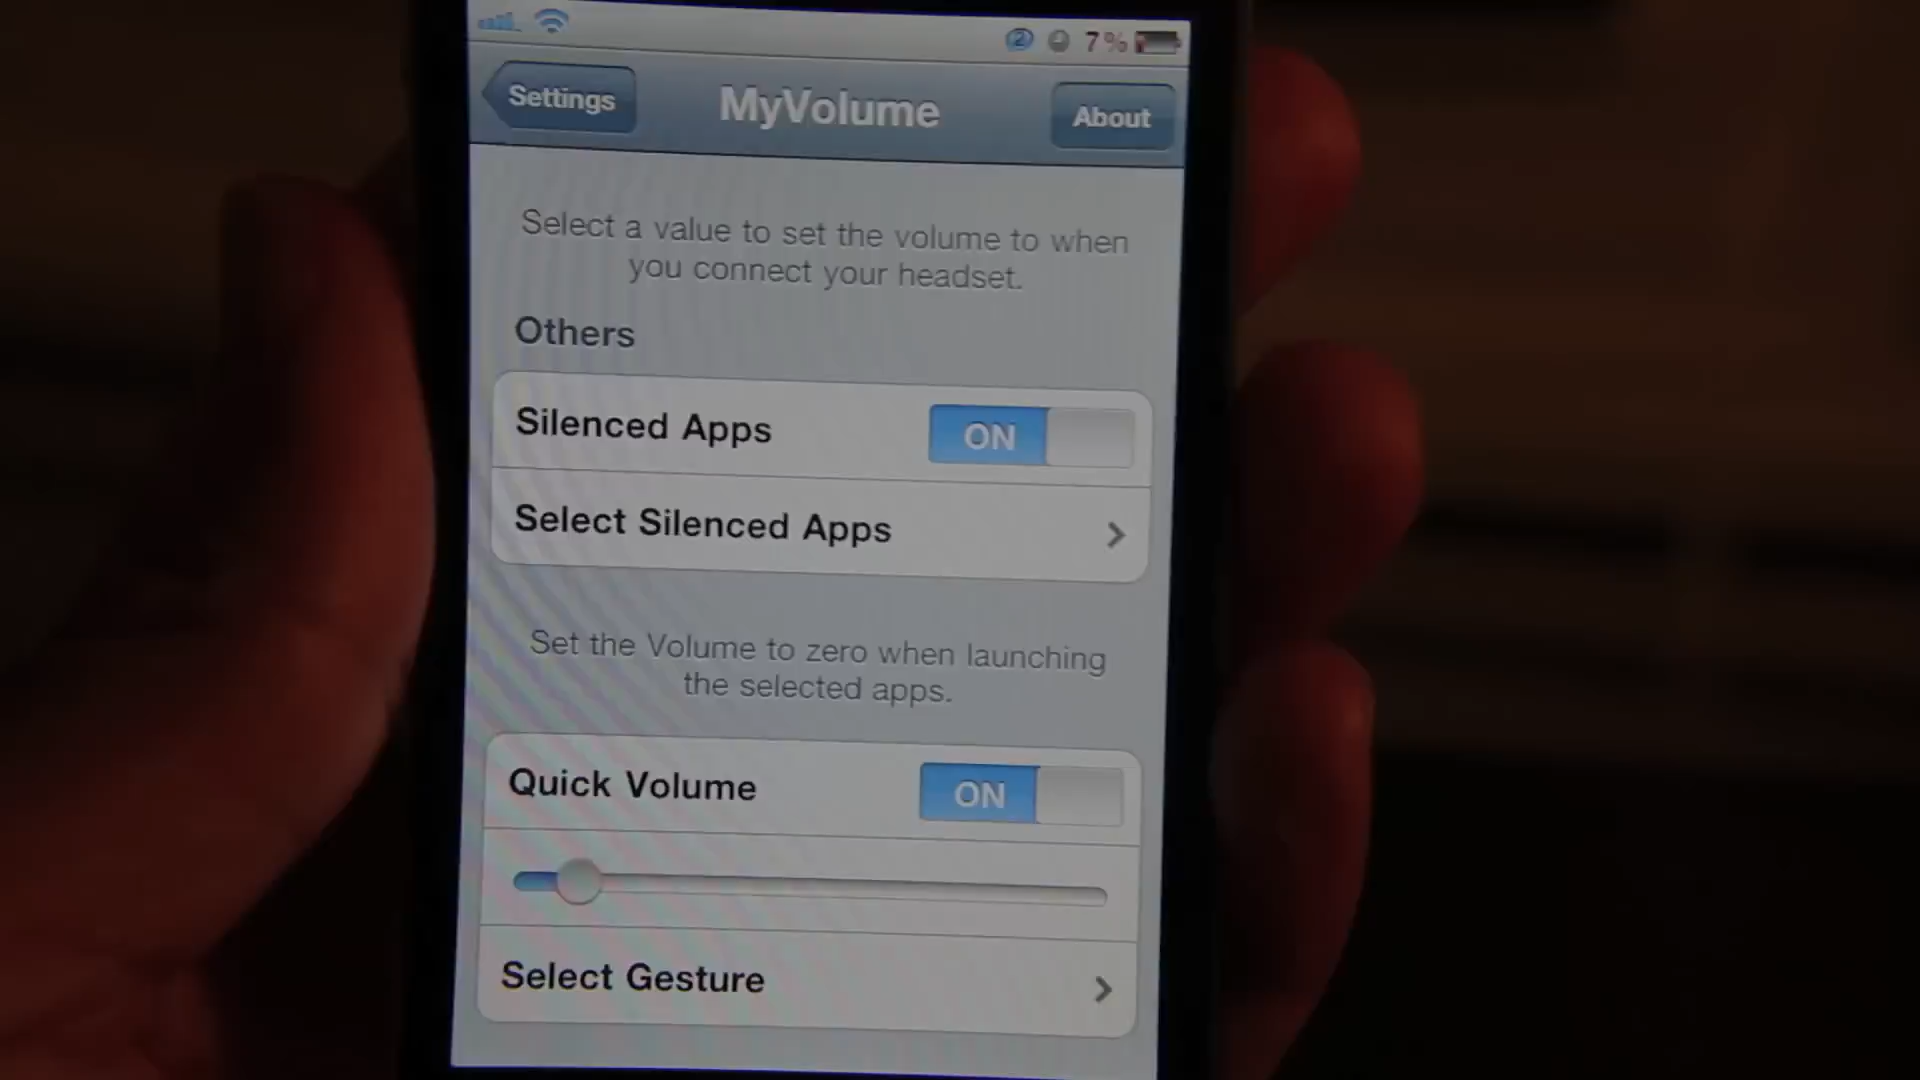 2 7%
Settings MyVolume About
Select a value to set the volume to when
you connect your headset.
Others
Silenced Apps ON
Select Silenced Apps
Set the Volume to zero when launching
the selected apps.
Quick Volume ON
Select Gesture